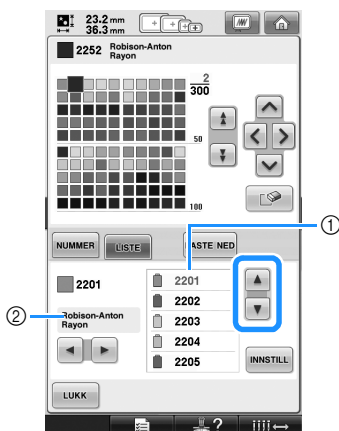 23.2 mm
36.3 mm
2252 Robison-Anton
Rayon
2
300
50
100
NUMMER LISTE ASTE NED
①
2201
2201
2202
② Robison-Anton
Rayon
2203
2204
2205
INNSTILL
LUKK
?